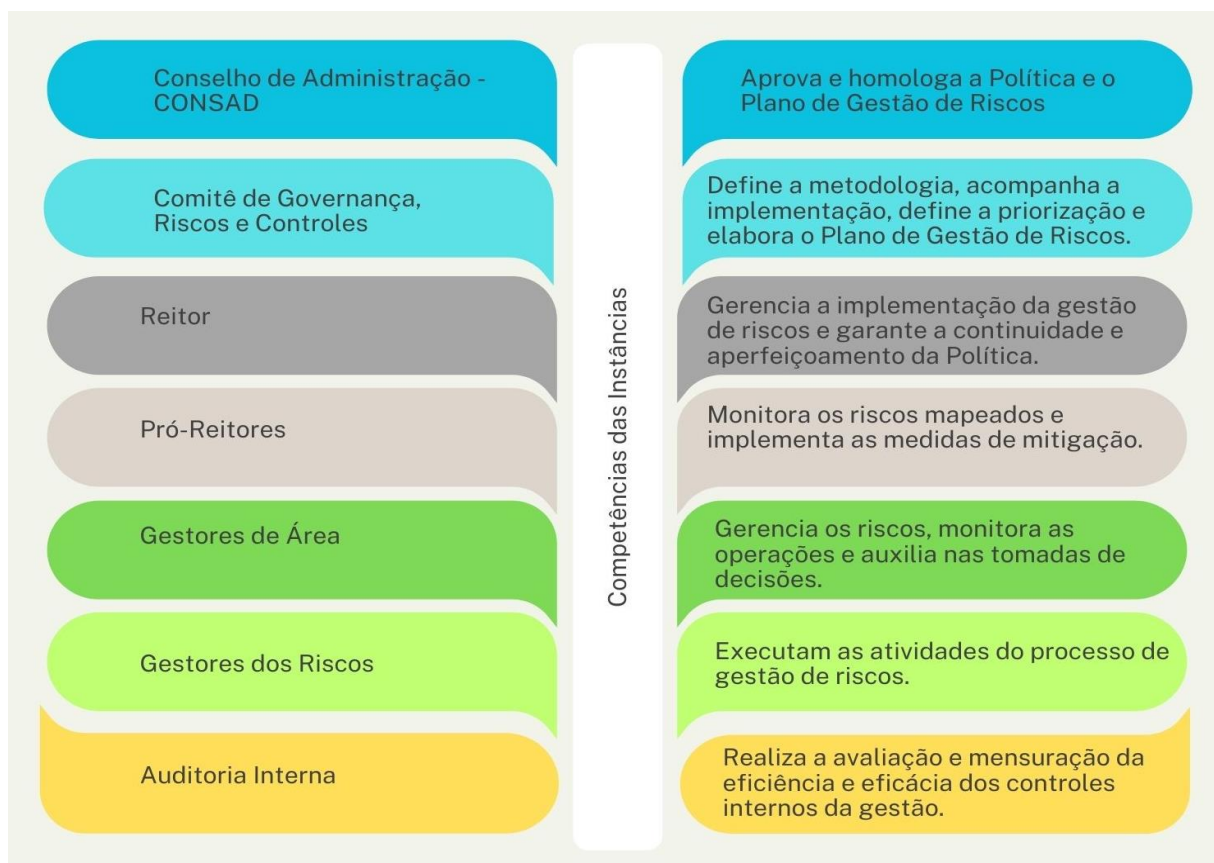 Conselho de Administração -
CONSAD
Aprova e homologa a Política e o
Plano de Gestão de Riscos
Comitê de Governança,
Riscos e Controles
Define a metodologia, acompanha a
implementação, define a priorização e
elabora o Plano de Gestão de Riscos.
Reitor
Gerencia a implementação da gestão
de riscos e garante a continuidade e
aperfeiçoamento da Política.
Pró-Reitores
Monitora os riscos mapeados e
implementa as medidas de mitigação.
Gestores de Área
Gerencia os riscos, monitora as
operações e auxilia nas tomadas de
decisões.
Gestores dos Riscos
Executam as atividades do processo de
gestão de riscos.
Auditoria Interna
Realiza a avaliação e mensuração da
eficiência e eficácia dos controles
internos da gestão.
Competências das Instâncias